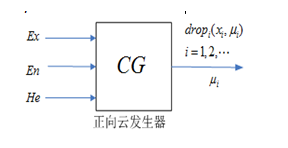 Ex
En
He
CG
drop_i(x_i, μ_i)
i = 1,2,⋯
μ_i
正向云发生器